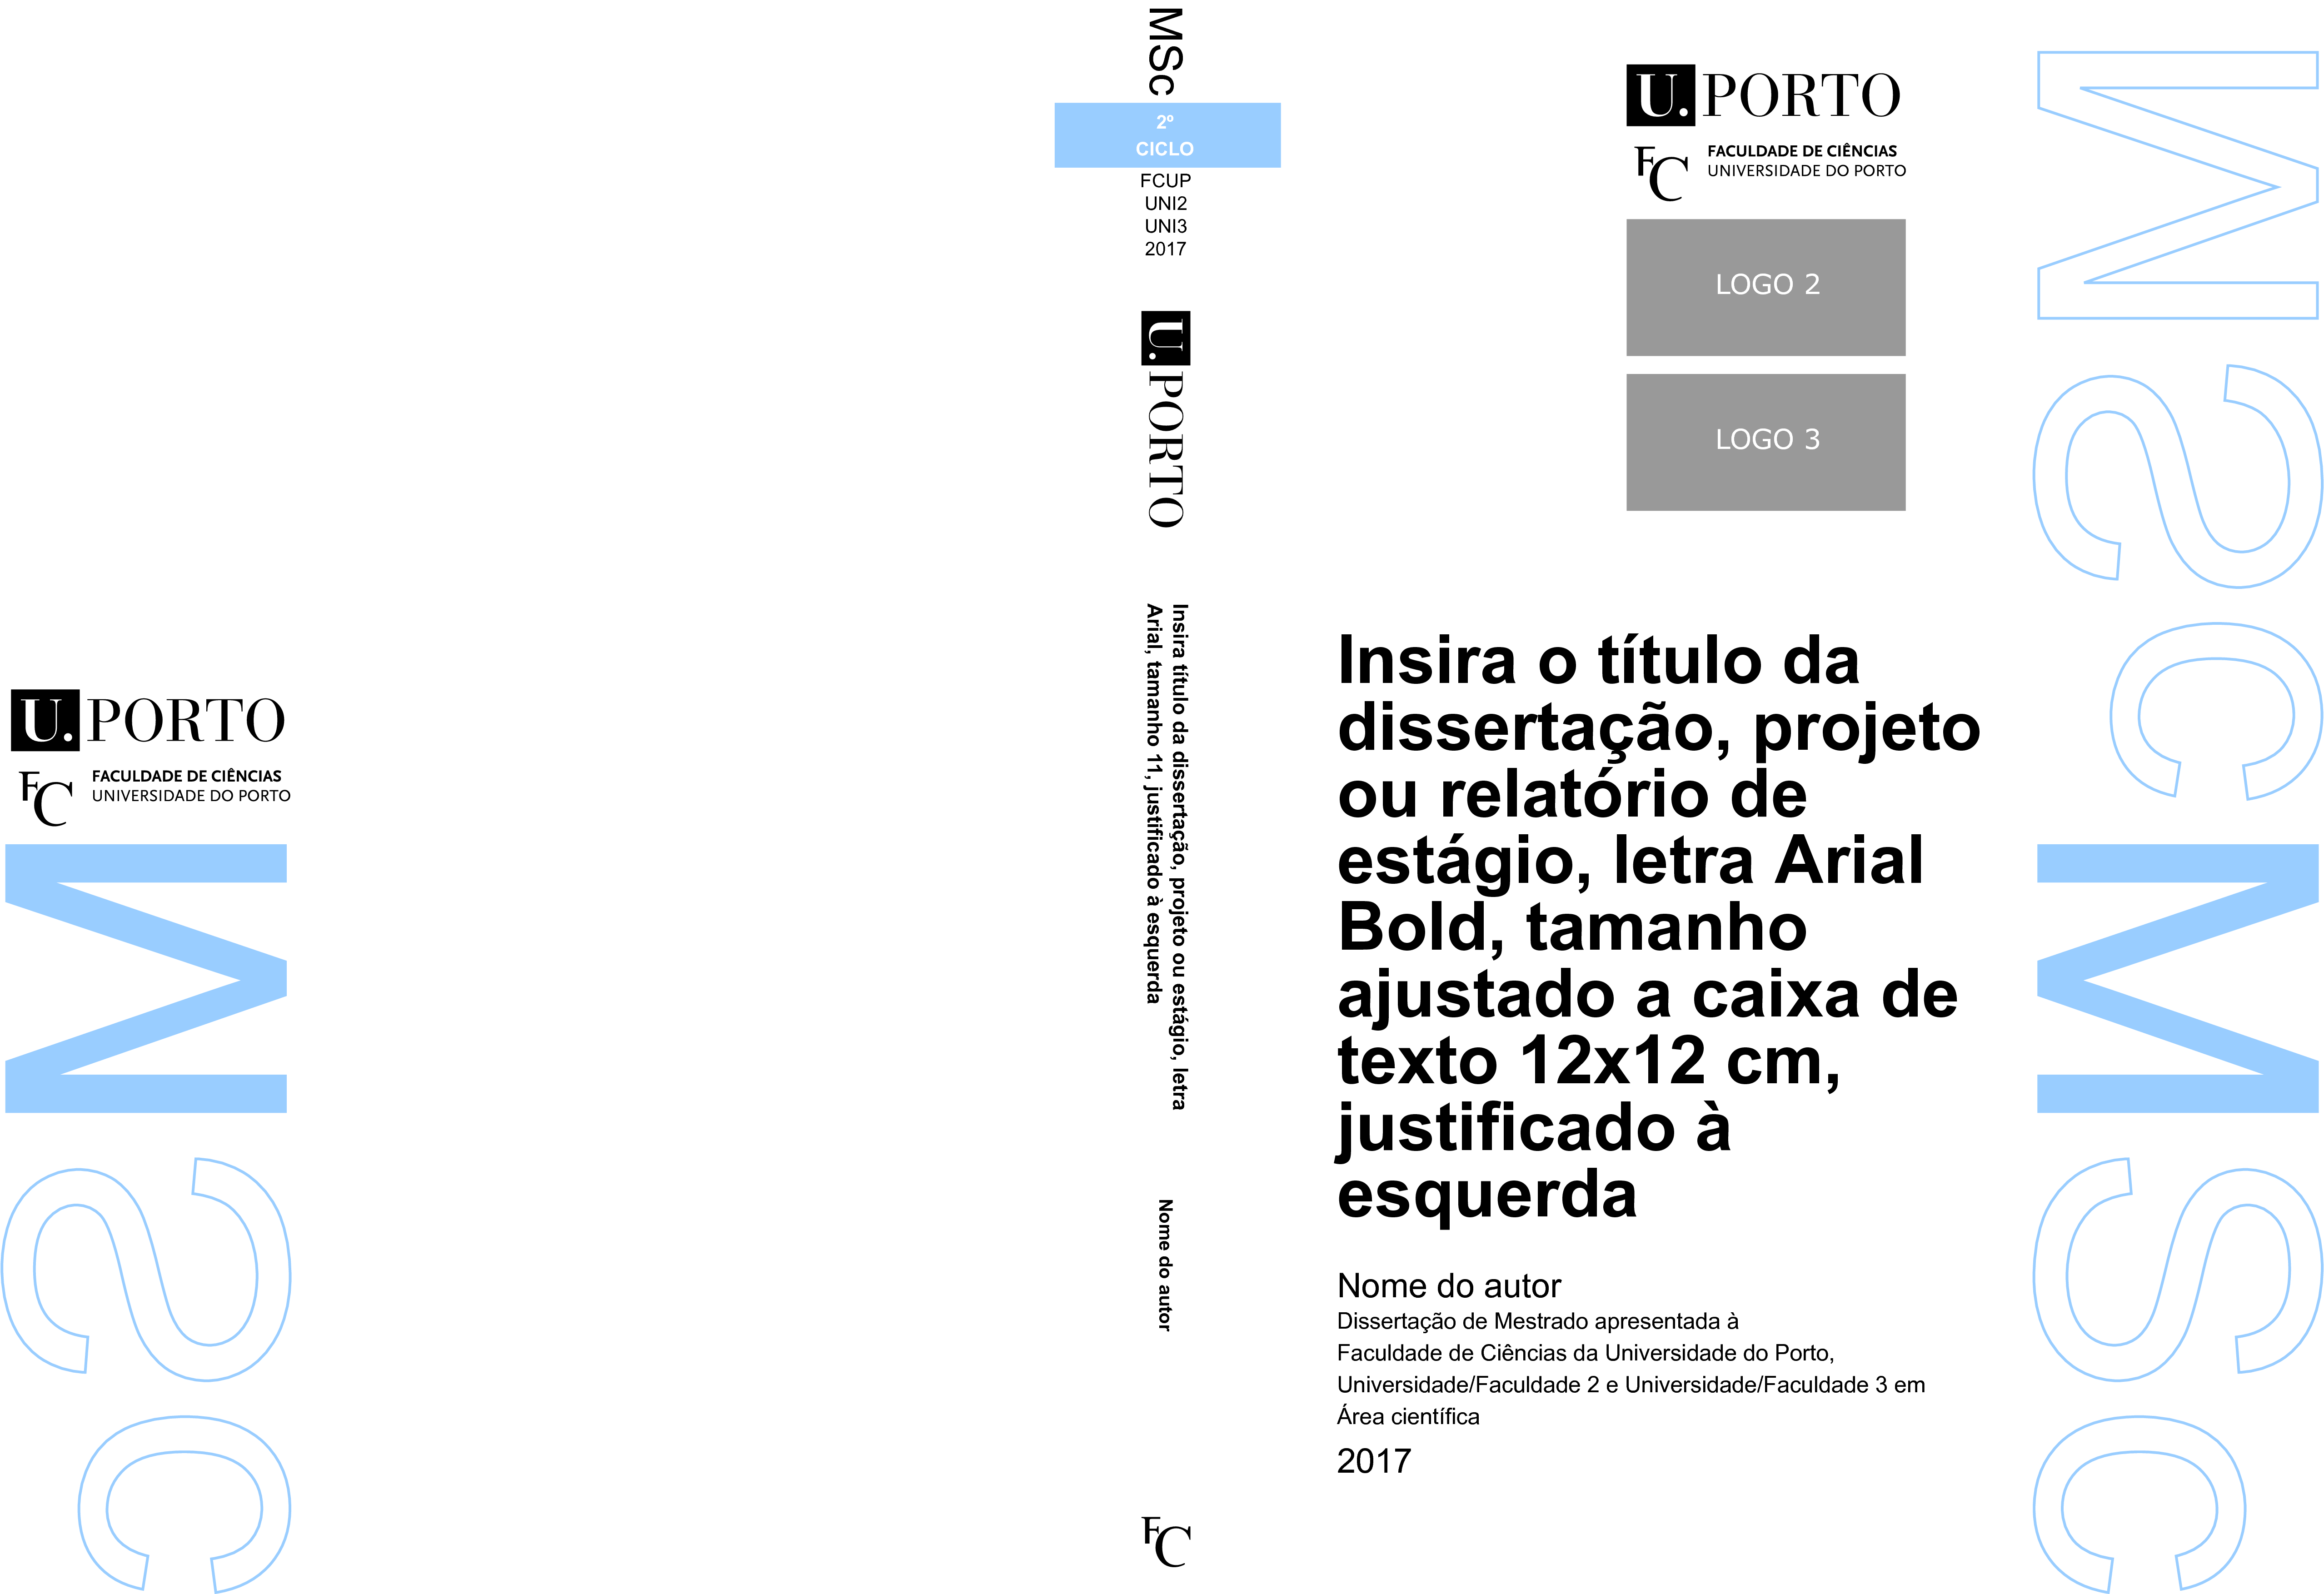 U.PORTO
FC FACULDADE DE CIÊNCIAS
UNIVERSIDADE DO PORTO
MSc
MSc
2º
CICLO
FCUP
UNI2
UNI3
2017
U.PORTO
Insira título da dissertação, projeto ou estágio, letra
Arial, tamanho 11, justificado à esquerda
Nome do autor
FC
U.PORTO
FC FACULDADE DE CIÊNCIAS
UNIVERSIDADE DO PORTO
LOGO 2
LOGO 3
Insira o título da
dissertação, projeto
ou relatório de
estágio, letra Arial
Bold, tamanho
ajustado a caixa de
texto 12x12 cm,
justificado à
esquerda
Nome do autor
Dissertação de Mestrado apresentada à
Faculdade de Ciências da Universidade do Porto,
Universidade/Faculdade 2 e Universidade/Faculdade 3 em
Área científica
2017
MSc
MSc